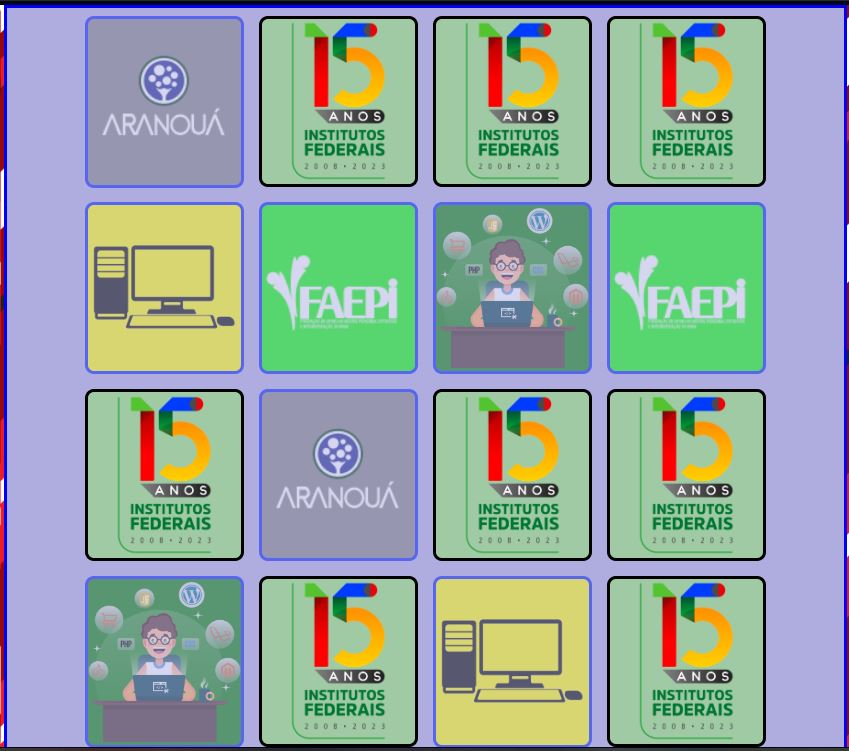 ARANOUÁ
15
ANOS
INSTITUTOS
FEDERAIS
2008 • 2023
15
ANOS
INSTITUTOS
FEDERAIS
2008 • 2023
15
ANOS
INSTITUTOS
FEDERAIS
2008 • 2023
FAEPI
JS
W
PHP
FAEPI
15
ANOS
INSTITUTOS
FEDERAIS
2008 • 2023
ARANOUÁ
15
ANOS
INSTITUTOS
FEDERAIS
2008 • 2023
15
ANOS
INSTITUTOS
FEDERAIS
2008 • 2023
JS
W
PHP
15
ANOS
INSTITUTOS
FEDERAIS
2008 • 2023
15
ANOS
INSTITUTOS
FEDERAIS
2008 • 2023